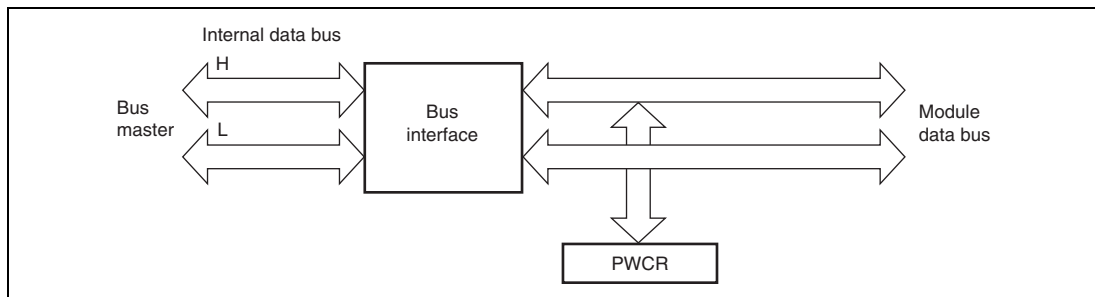 Internal data bus
H
Bus
master
L
Bus
interface
Module
data bus
PWCR